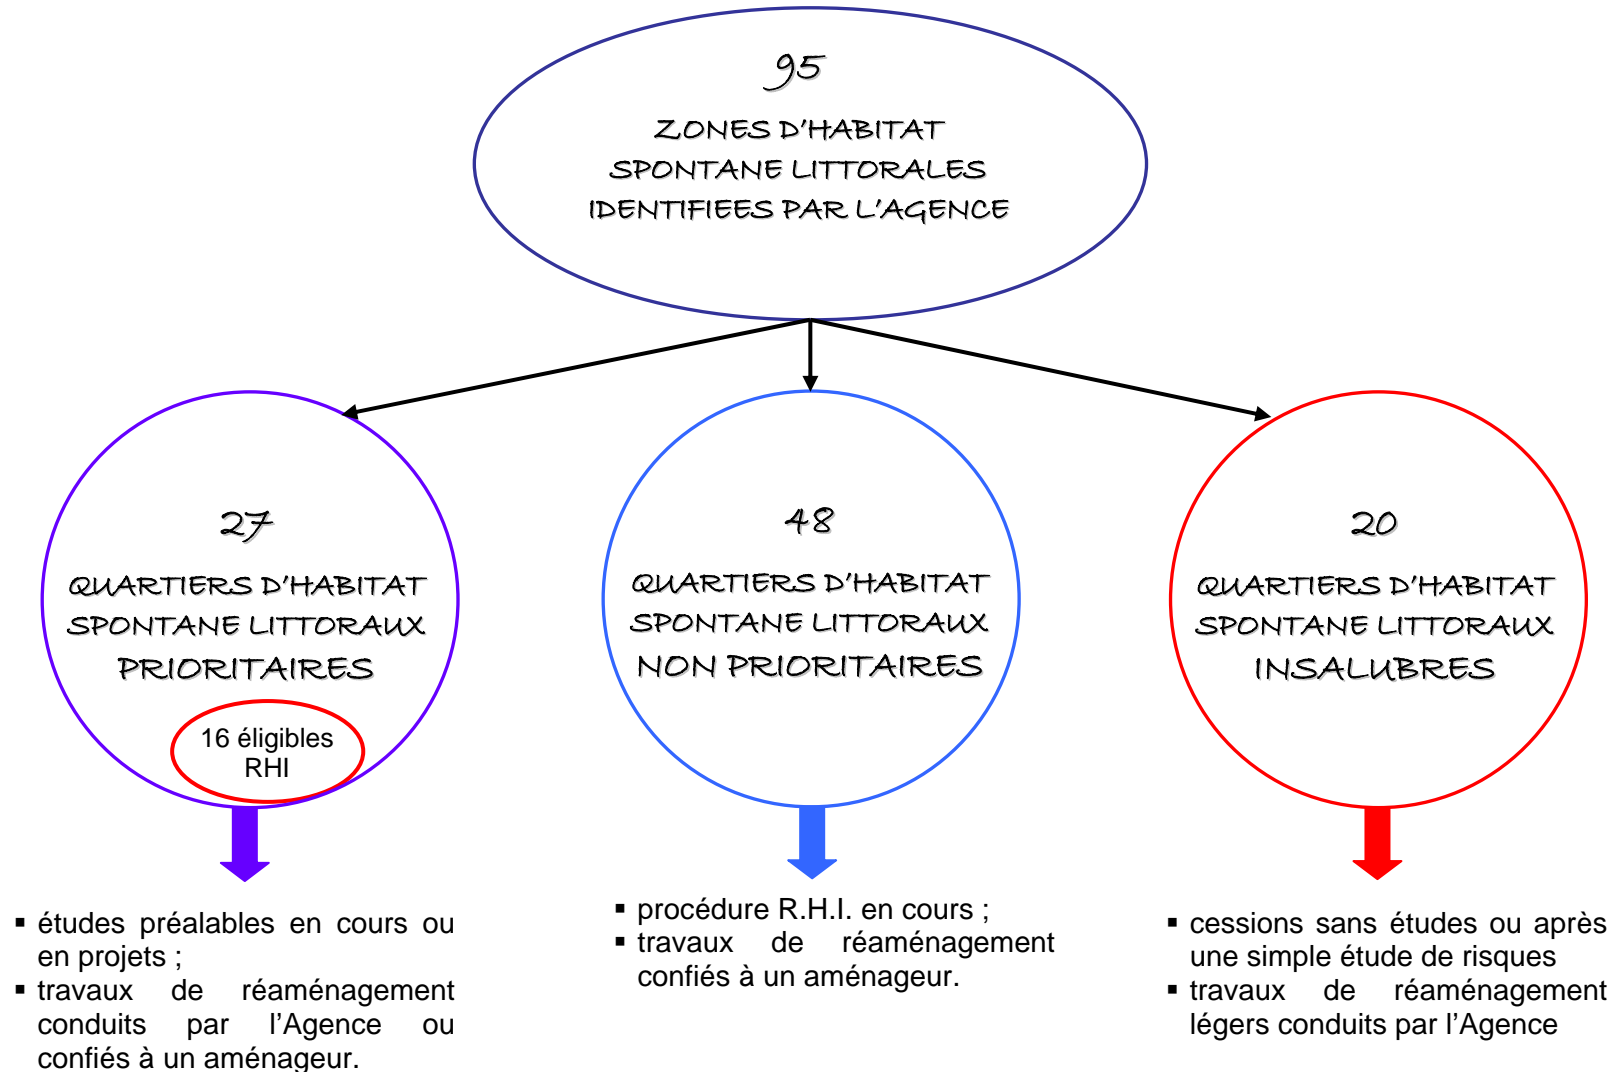 95
ZONES D'HABITAT
SPONTANE LITTORALES
IDENTIFIEES PAR L'AGENCE
27
QUARTIERS D'HABITAT
SPONTANE LITTORAUX
PRIORITAIRES
16 éligibles
RHI
48
QUARTIERS D'HABITAT
SPONTANE LITTORAUX
NON PRIORITAIRES
20
QUARTIERS D'HABITAT
SPONTANE LITTORAUX
INSALUBRES
▪ études préalables en cours ou
en projets ;
▪ travaux de réaménagement
conduits par l'Agence ou
confiés à un aménageur.
▪ procédure R.H.I. en cours ;
▪ travaux de réaménagement
confiés à un aménageur.
▪ cessions sans études ou après
une simple étude de risques
▪ travaux de réaménagement
légers conduits par l'Agence